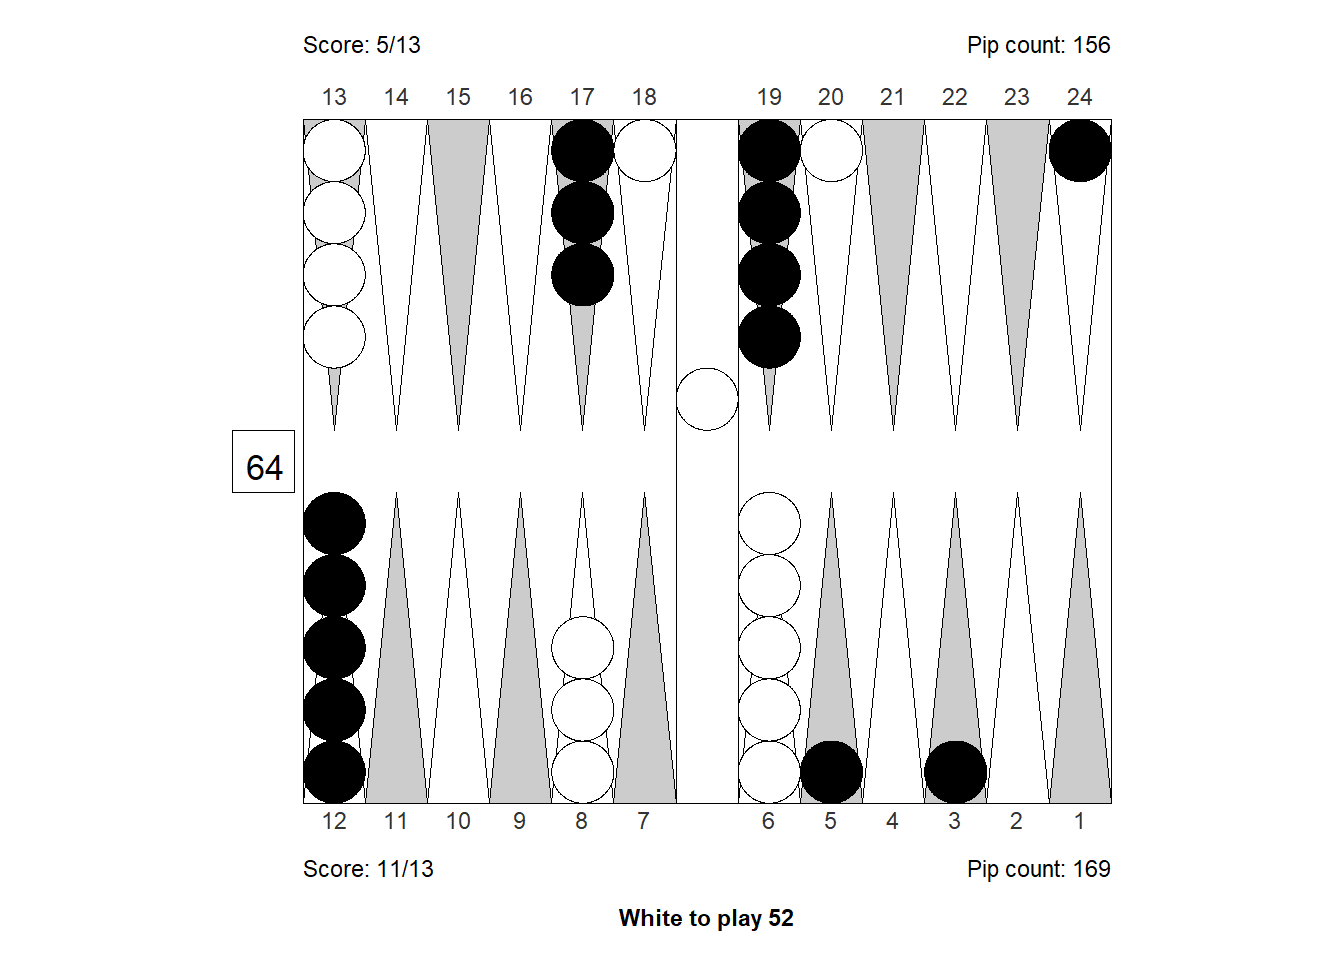 Score: 5/13 Pip count: 156
13 14 15 16 17 18 19 20 21 22 23 24
64
12 11 10 9 8 7 6 5 4 3 2 1
Score: 11/13 Pip count: 169
White to play 52